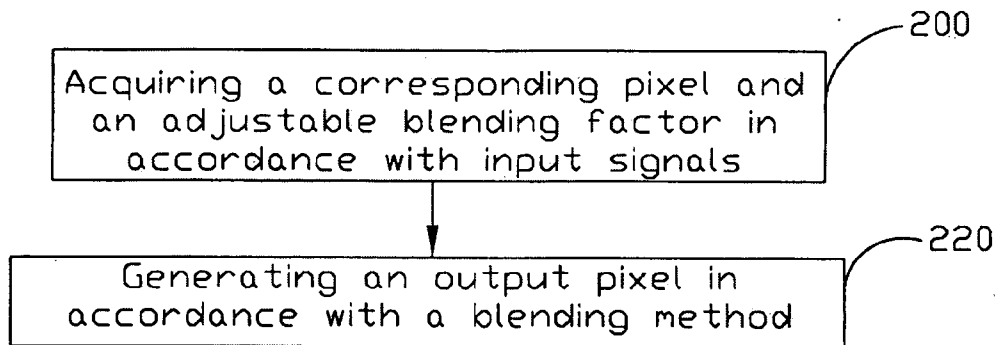 200
Acquiring a corresponding pixel and
an adjustable blending factor in
accordance with input signals
220
Generating an output pixel in
accordance with a blending method